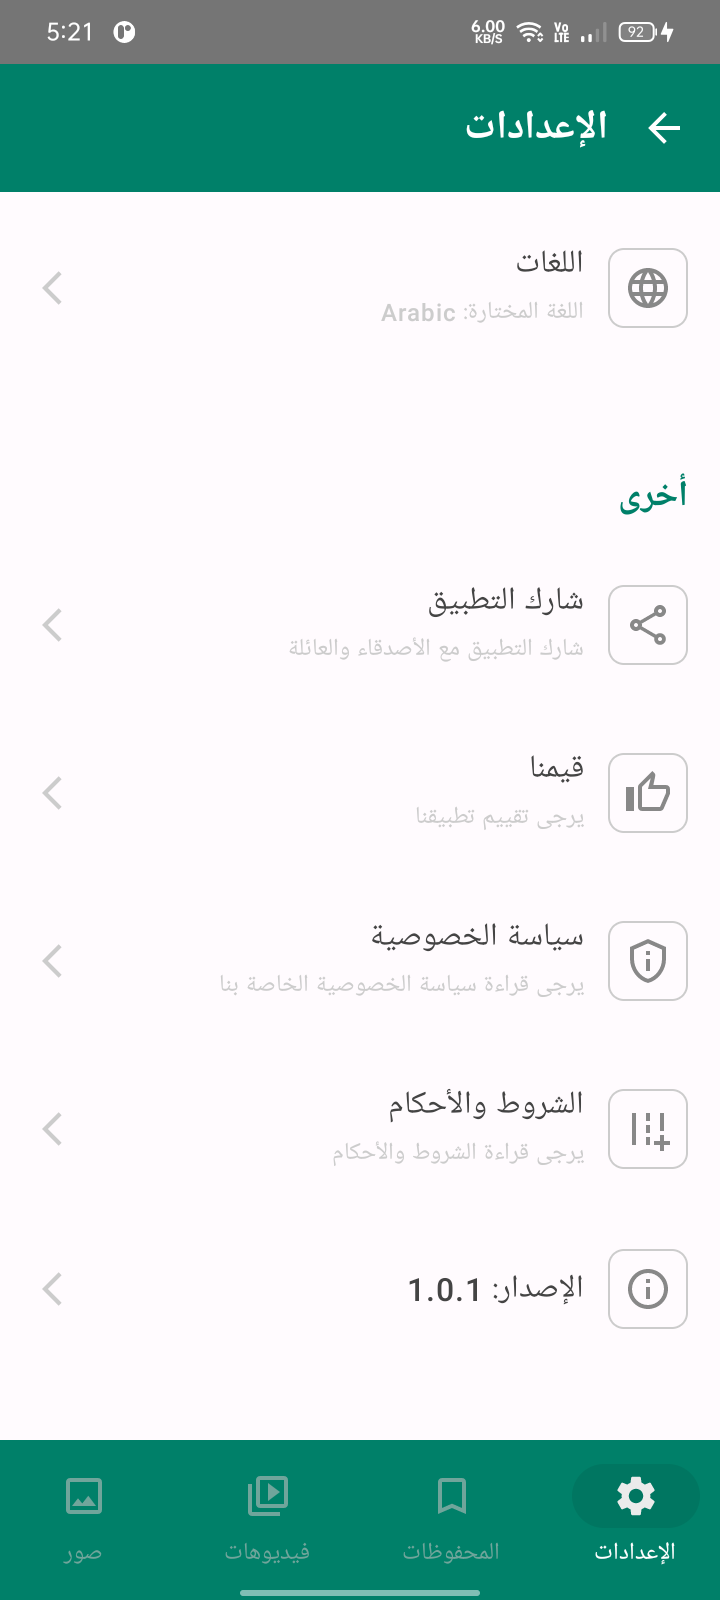 5:21
6.00
KB/S
Vo
LTE
92
الإعدادات
اللغات
اللغة المختارة: Arabic
أخرى
شارك التطبيق
شارك التطبيق مع الأصدقاء والعائلة
قيمنا
يرجى تقييم تطبيقنا
سياسة الخصوصية
يرجى قراءة سياسة الخصوصية الخاصة بنا
الشروط والأحكام
يرجى قراءة الشروط والأحكام
الإصدار: 1.0.1
الإعدادات
المحفوظات
فيديوهات
صور